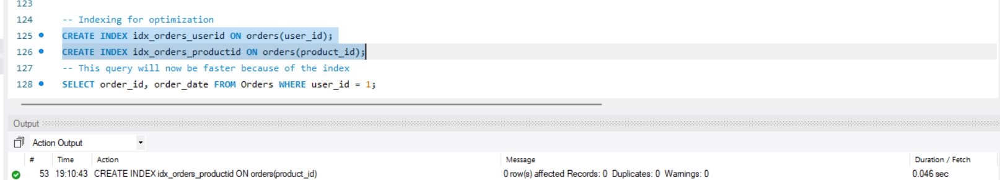 123
124 -- Indexing for optimization
125 CREATE INDEX idx_orders_userid ON orders(user_id);
126 CREATE INDEX idx_orders_productid ON orders(product_id);
127 -- This query will now be faster because of the index
128 SELECT order_id, order_date FROM Orders WHERE user_id = 1;
Output
Action Output
# Time Action Message Duration / Fetch
53 19:10:43 CREATE INDEX idx_orders_productid ON orders(product_id) 0 row(s) affected Records: 0 Duplicates: 0 Warnings: 0 0.046 sec